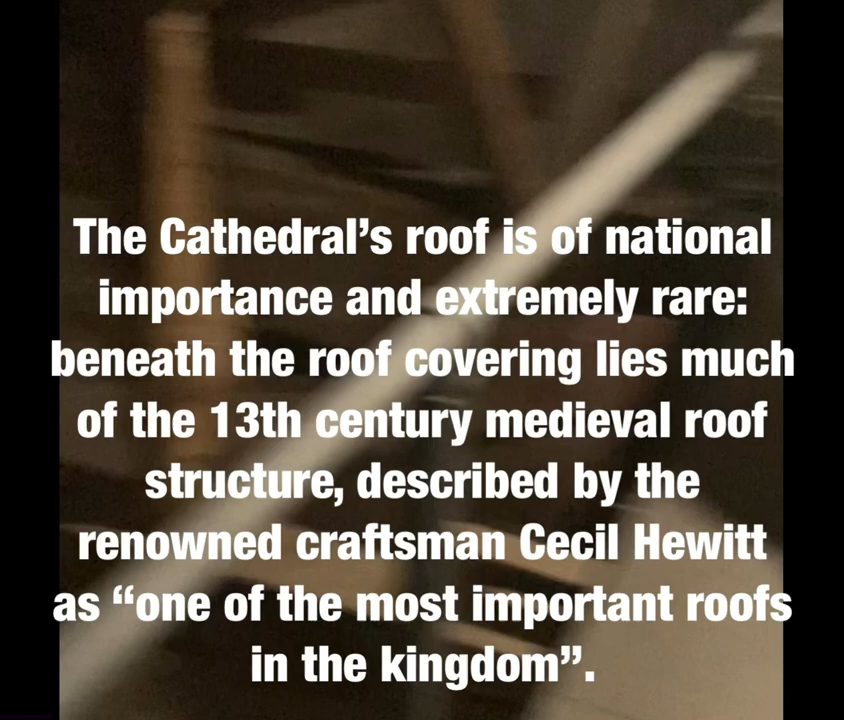 The Cathedral’s roof is of national
importance and extremely rare:
beneath the roof covering lies much
of the 13th century medieval roof
structure, described by the
renowned craftsman Cecil Hewitt
as “one of the most important roofs
in the kingdom”.